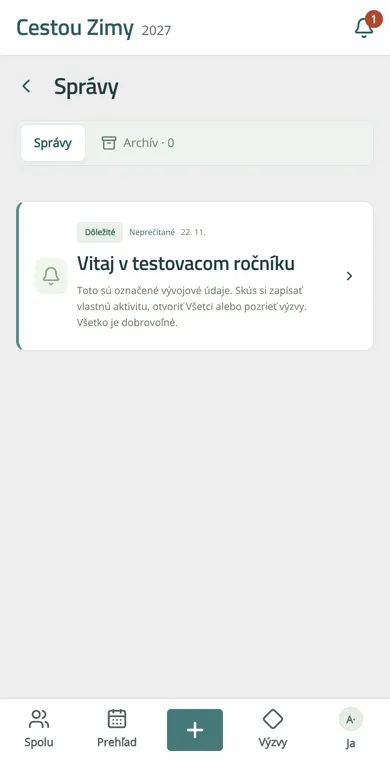 Cestou Zimy 2027
1
Správy
Správy Archív · 0
Dôležité Neprečítané 22. 11.
Vitaj v testovacom ročníku
Toto sú označené vývojové údaje. Skús si zapísať
vlastnú aktivitu, otvoriť Všetci alebo pozrieť výzvy.
Všetko je dobrovoľné.
A·
Spolu Prehľad Výzvy Ja